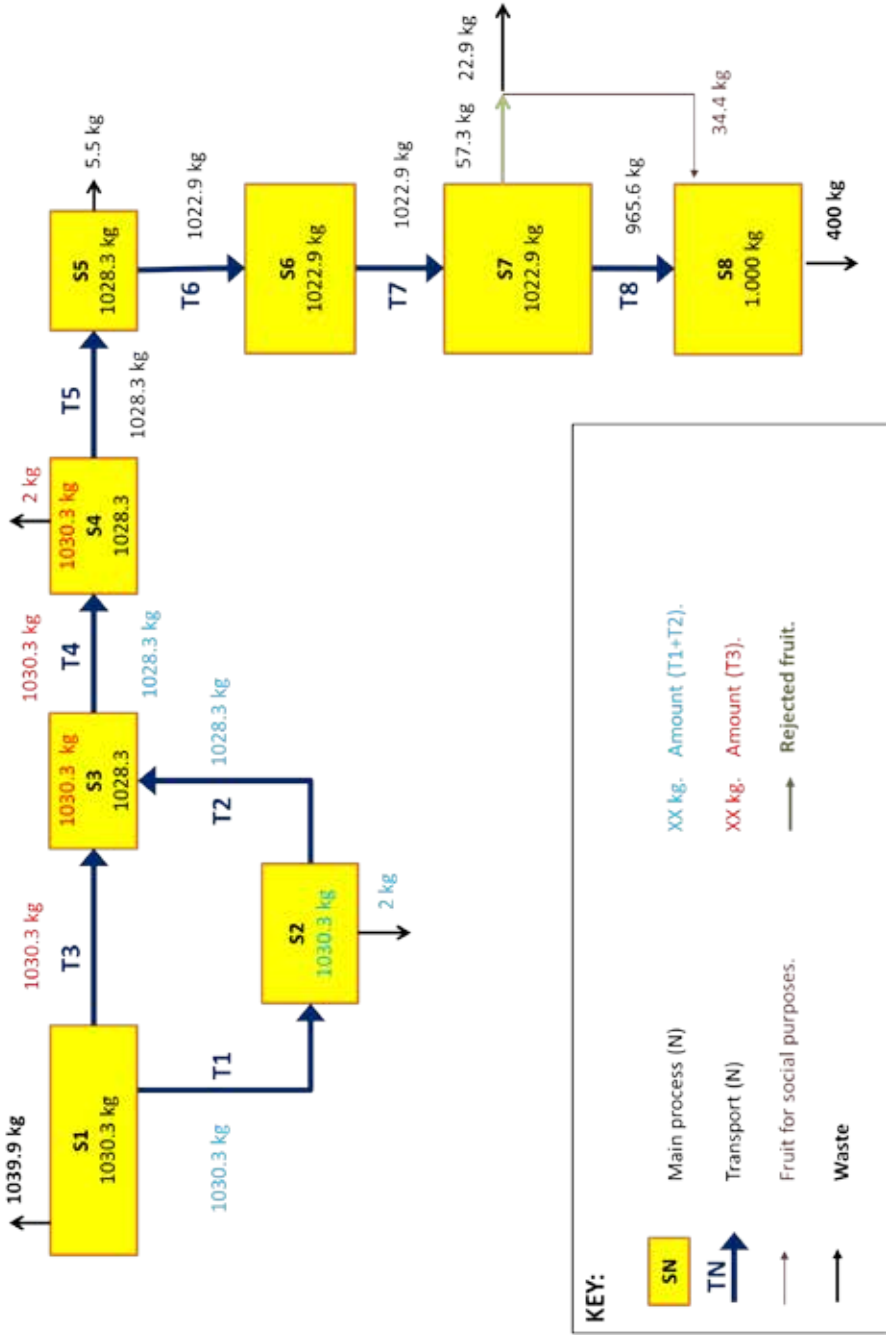 1039.9 kg
S1
1030.3 kg
T3
1030.3 kg
T1
1030.3 kg
S2
1030.3 kg
2 kg
T2
1028.3 kg
1030.3 kg
S3
1028.3
1030.3 kg
T4
1028.3 kg
2 kg
1030.3 kg
S4
1028.3
T5
1028.3 kg
S5
1028.3 kg
5.5 kg
T6
1022.9 kg
S6
1022.9 kg
T7
1022.9 kg
S7
1022.9 kg
57.3 kg
22.9 kg
34.4 kg
T8
965.6 kg
S8
1.000 kg
400 kg
KEY:
SN
Main process (N)
XX kg. Amount (T1+T2).
TN
Transport (N)
XX kg. Amount (T3).
Fruit for social purposes.
Rejected fruit.
Waste